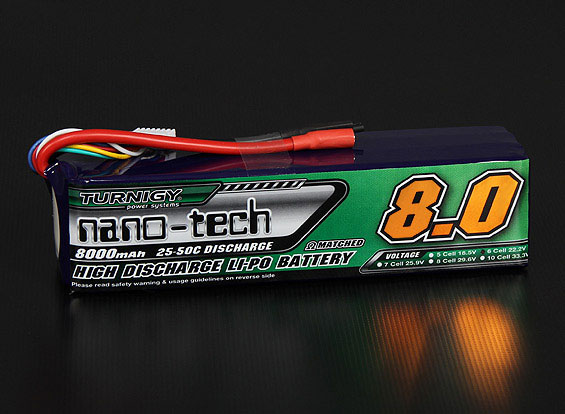 TURNIGY
power systems
nano-tech
8000mah 25-50C DISCHARGE
Ω MATCHED
HIGH DISCHARGE LI-PO BATTERY
Please read safety warning & usage guidelines on reverse side
8.0
VOLTAGE
5 Cell 18.5V
6 Cell 22.2V
7 Cell 25.9V
8 Cell 29.6V
10 Cell 33.3V